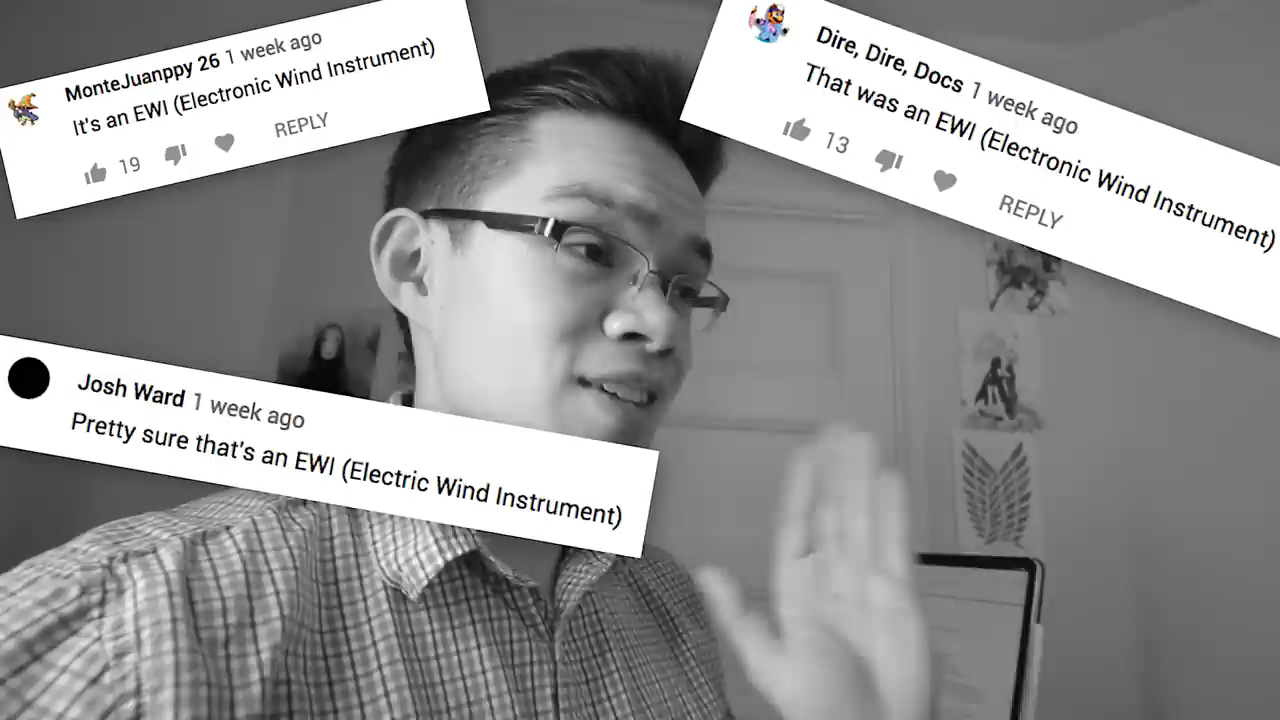 MonteJuanppy 26 1 week ago
It's an EWI (Electronic Wind Instrument)
19 REPLY
Dire, Dire, Docs 1 week ago
That was an EWI (Electronic Wind Instrument)
13 REPLY
Josh Ward 1 week ago
Pretty sure that's an EWI (Electric Wind Instrument)